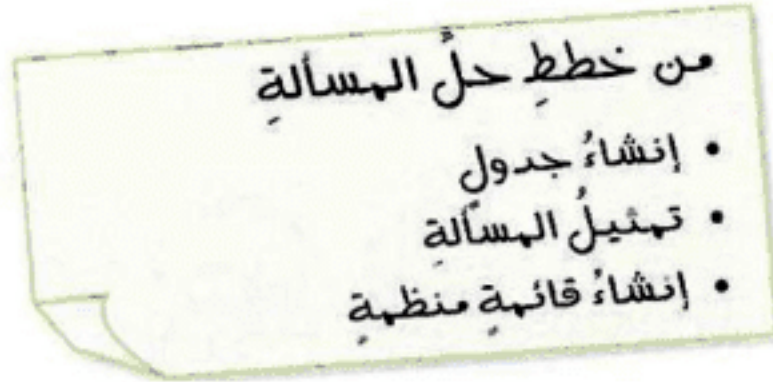 من خططِ حلِّ المسألةِ
• إنشاءُ جدولٍ
• تمثيلُ المسألةِ
• إنشاءُ قائمةٍ منظمةٍ